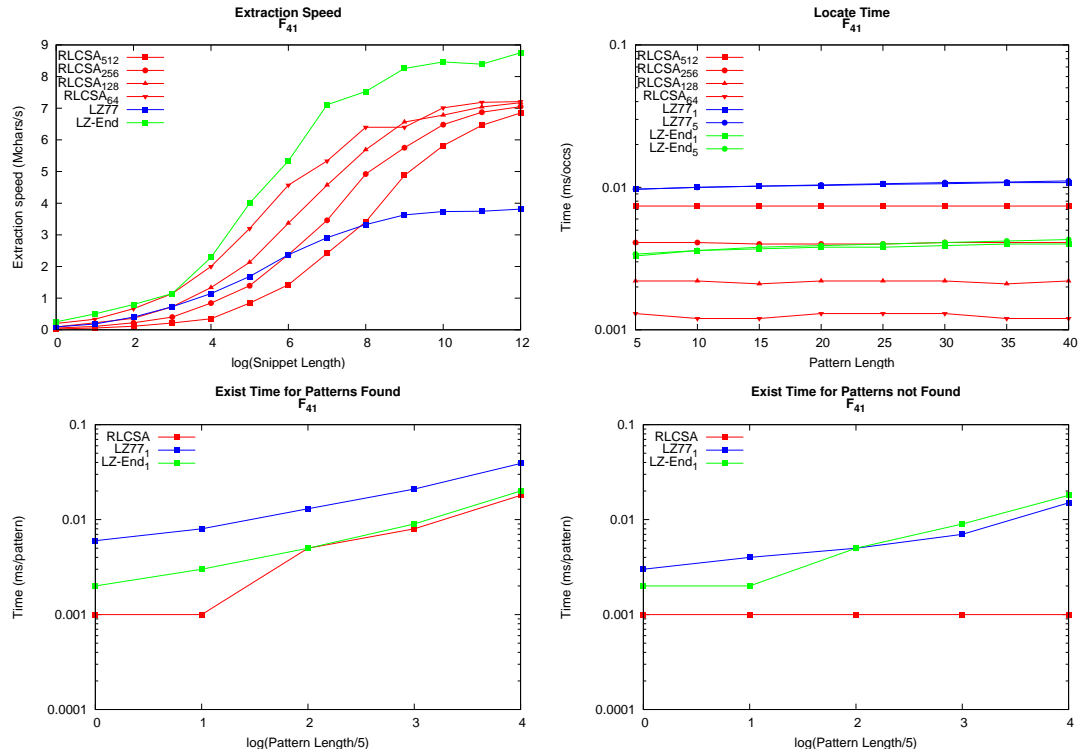 Extraction Speed
F41
9
8
7
6
5
4
3
2
1
0
0 2 4 6 8 10 12
Extraction speed (Mchars/s)
log(Snippet Length)
RLCSA512
RLCSA256
RLCSA128
RLCSA64
LZ77
LZ-End
Locate Time
F41
0.1
0.01
0.001
5 10 15 20 25 30 35 40
Time (ms/occs)
Pattern Length
RLCSA512
RLCSA256
RLCSA128
RLCSA64
LZ771
LZ775
LZ-End1
LZ-End5
Exist Time for Patterns Found
F41
0.1
0.01
0.001
0.0001
0 1 2 3 4
Time (ms/pattern)
log(Pattern Length/5)
RLCSA
LZ771
LZ-End1
Exist Time for Patterns not Found
F41
0.1
0.01
0.001
0.0001
0 1 2 3 4
Time (ms/pattern)
log(Pattern Length/5)
RLCSA
LZ771
LZ-End1